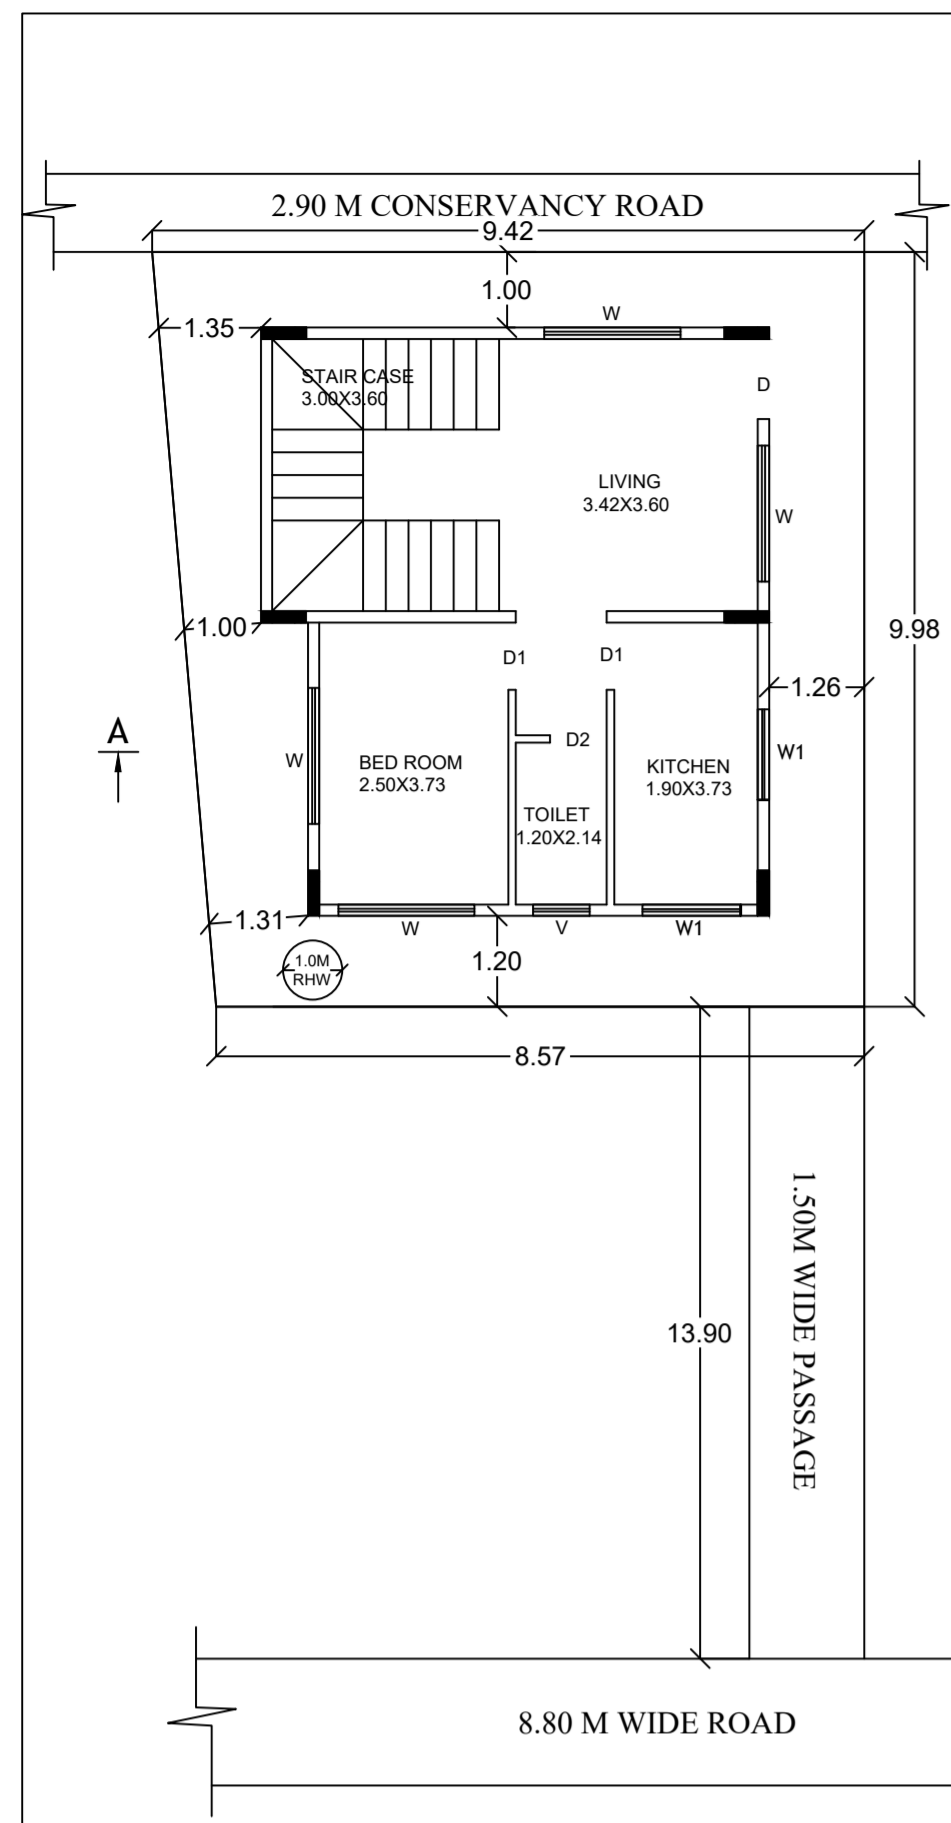 2.90 M CONSERVANCY ROAD
9.42
1.00
1.35
W
STAIR CASE
3.00X3.60
D
LIVING
3.42X3.60
W
1.00
9.98
D1
D1
1.26
A
W
BED ROOM
2.50X3.73
D2
KITCHEN
1.90X3.73
W1
TOILET
1.20X2.14
1.31
W
V
W1
1.0M
RHW
1.20
8.57
1.50M WIDE PASSAGE
13.90
8.80 M WIDE ROAD